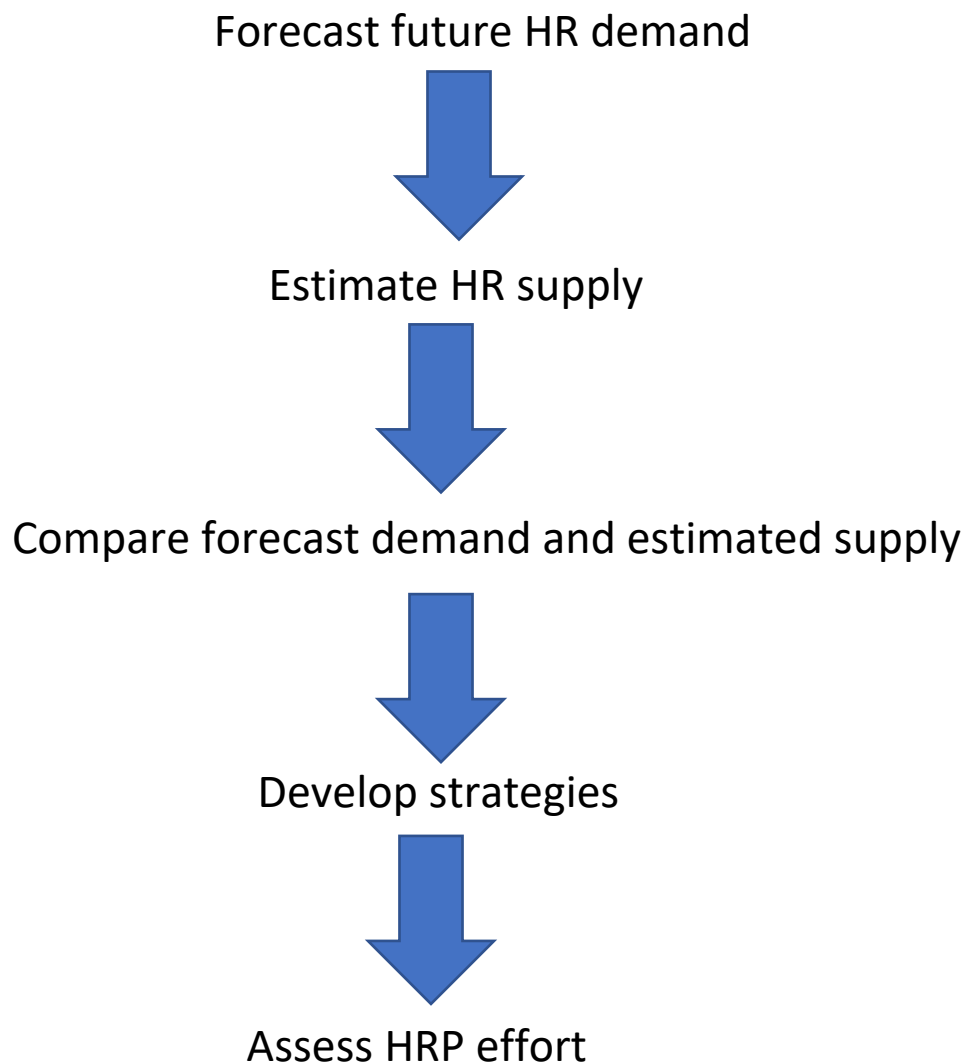 Forecast future HR demand
Estimate HR supply
Compare forecast demand and estimated supply
Develop strategies
Assess HRP effort